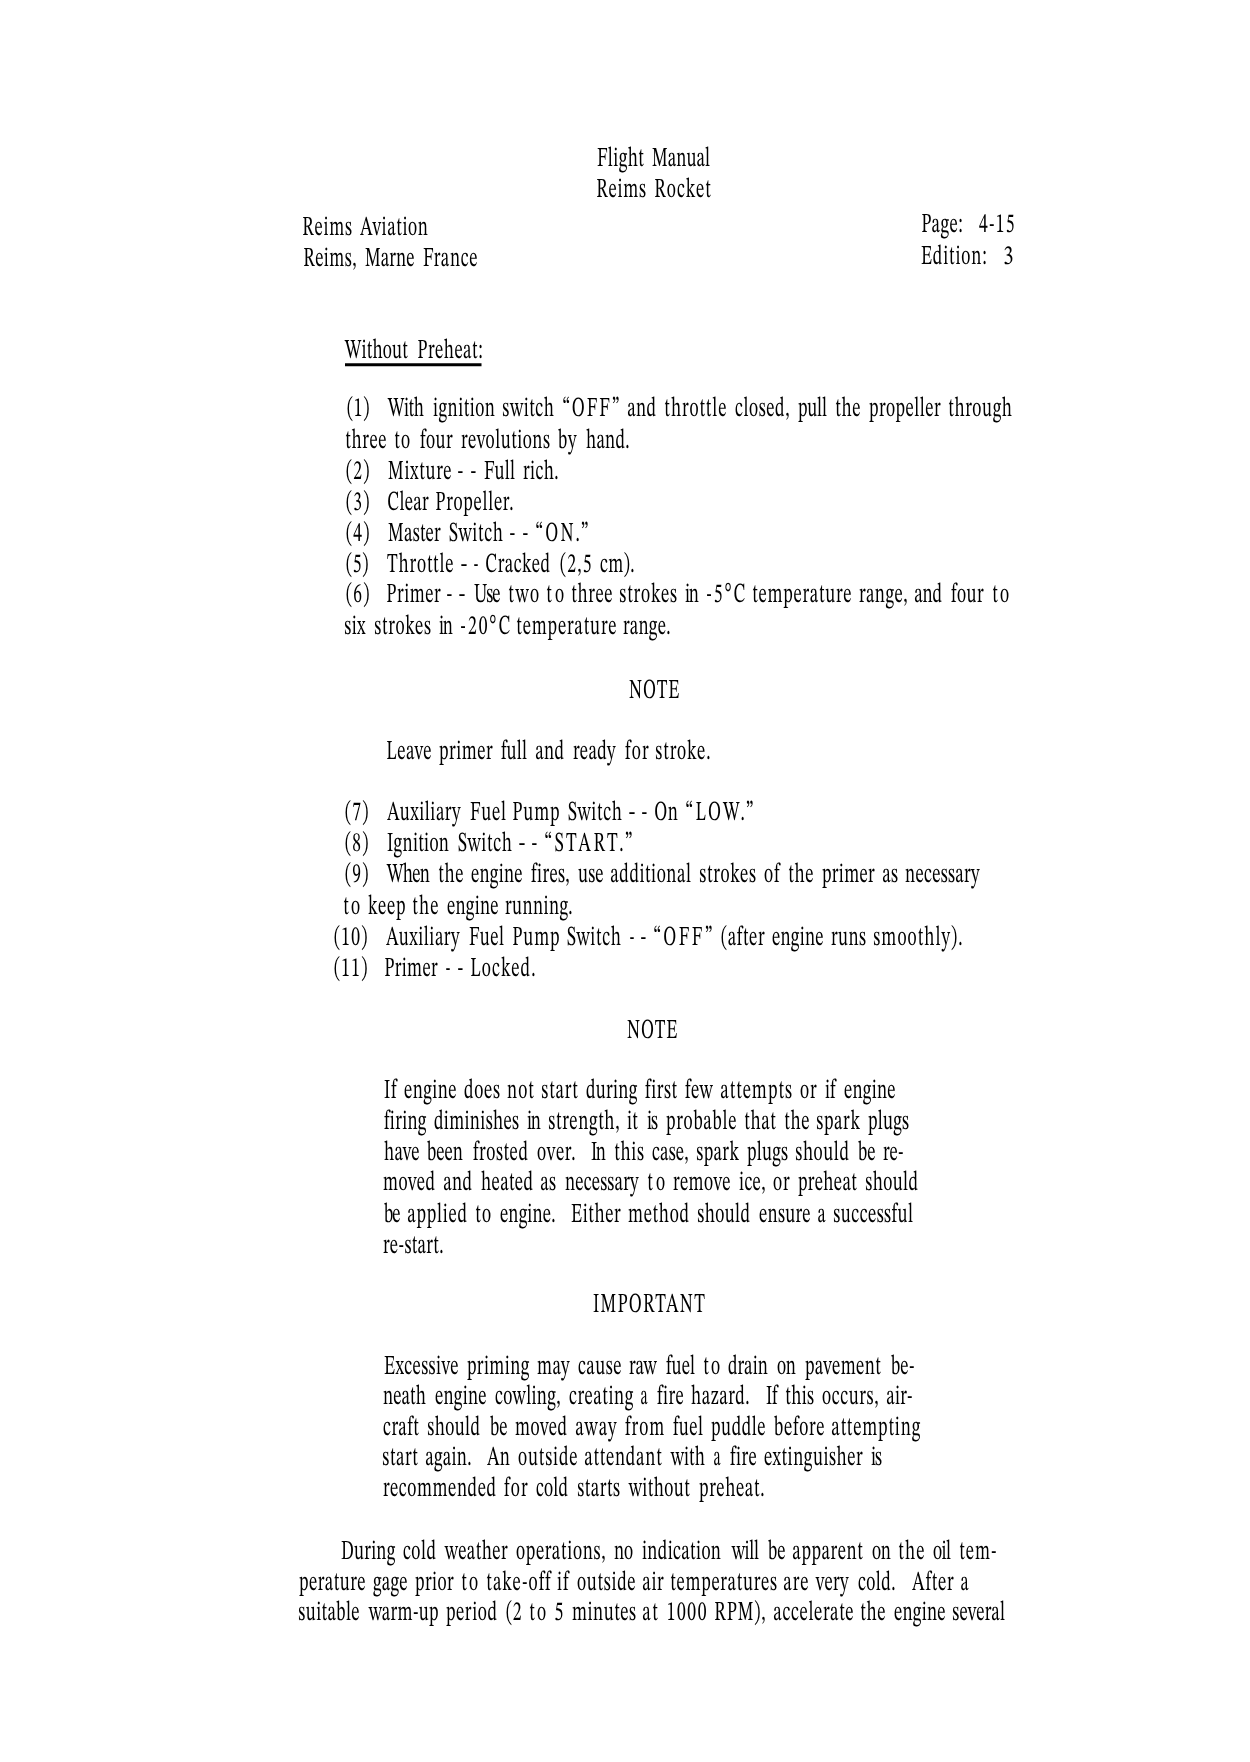 Flight Manual
Reims Rocket
Reims Aviation
Reims, Marne France
Page: 4-15
Edition: 3
Without Preheat:
(1) With ignition switch “OFF” and throttle closed, pull the propeller through
three to four revolutions by hand.
(2) Mixture - - Full rich.
(3) Clear Propeller.
(4) Master Switch - - “ON.”
(5) Throttle - - Cracked (2,5 cm).
(6) Primer - - Use two to three strokes in -5°C temperature range, and four to
six strokes in -20°C temperature range.
NOTE
Leave primer full and ready for stroke.
(7) Auxiliary Fuel Pump Switch - - On “LOW.”
(8) Ignition Switch - - “START.”
(9) When the engine fires, use additional strokes of the primer as necessary
to keep the engine running.
(10) Auxiliary Fuel Pump Switch - - “OFF” (after engine runs smoothly).
(11) Primer - - Locked.
NOTE
If engine does not start during first few attempts or if engine
firing diminishes in strength, it is probable that the spark plugs
have been frosted over. In this case, spark plugs should be re-
moved and heated as necessary to remove ice, or preheat should
be applied to engine. Either method should ensure a successful
re-start.
IMPORTANT
Excessive priming may cause raw fuel to drain on pavement be-
neath engine cowling, creating a fire hazard. If this occurs, air-
craft should be moved away from fuel puddle before attempting
start again. An outside attendant with a fire extinguisher is
recommended for cold starts without preheat.
During cold weather operations, no indication will be apparent on the oil tem-
perature gage prior to take-off if outside air temperatures are very cold. After a
suitable warm-up period (2 to 5 minutes at 1000 RPM), accelerate the engine several